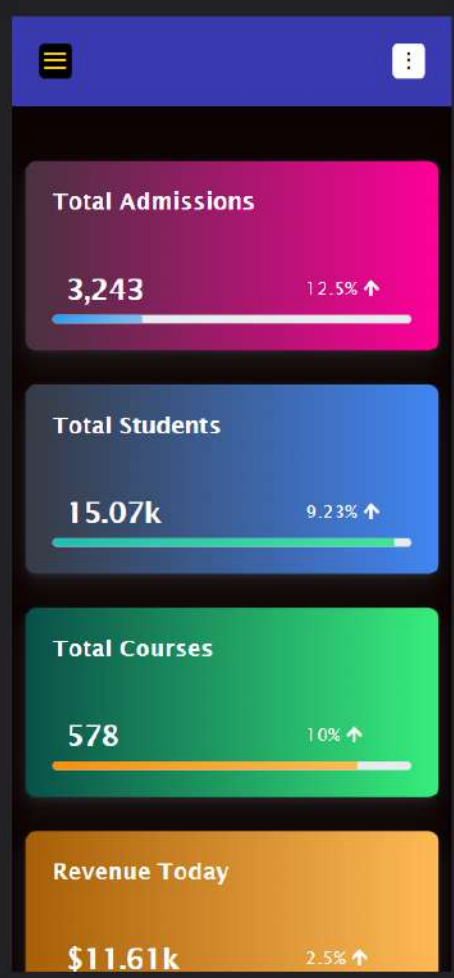 Total Admissions
3,243 12.5%
Total Students
15.07k 9.23%
Total Courses
578 10%
Revenue Today
$11.61k 2.5%